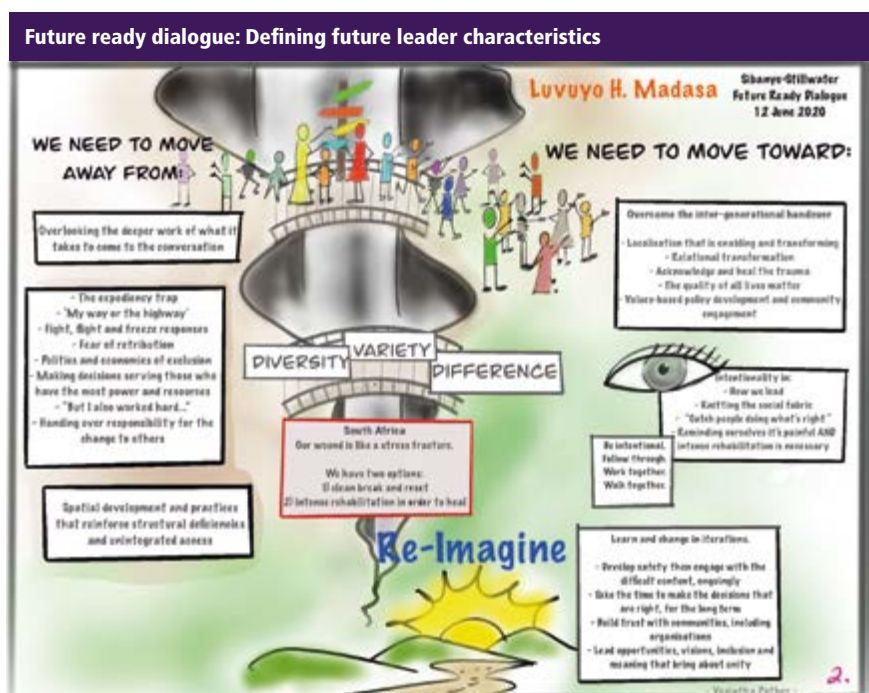 Future ready dialogue: Defining future leader characteristics
Luvuyo H. Madasa
Sibanye-Stillwater
Future Ready Dialogue
12 June 2020
WE NEED TO MOVE
AWAY FROM:
Overlooking the deeper work of what it
takes to come to the conversation
- The expediency trap
- 'My way or the highway'
- Fight, flight and freeze responses
- Fear of retribution
- Politics and economics of exclusion
- Making decisions serving those who
have the most power and resources
- "But I also worked hard..."
- Handing over responsibility for the
change to others
Spatial development and practices
that reinforce structural deficiencies
and unintegrated access
DIVERSITY
VARIETY
DIFFERENCE
South Africa
Our wound is like a stress fracture.
We have two options:
1) clean break and reset
2) intense rehabilitation in order to heal
Re-Imagine
WE NEED TO MOVE TOWARD:
Overcome the inter-generational handover
- Localisation that is enabling and transforming
- Relational transformation
- Acknowledge and heal the trauma
- The quality of all lives matter
- Values-based policy development and community
engagement
Intentionality in:
- How we lead
- Knitting the social fabric
- "Catch people doing what's right"
- Reminding ourselves it's painful AND
intense rehabilitation is necessary
Be intentional.
Follow through.
Work together.
Walk together.
Learn and change in iterations.
- Develop safety then engage with the
difficult content, ongoingly
- Take the time to make the decisions that
are right, for the long term
- Build trust with communities, including
organisations
- Lead opportunities, visions, inclusion and
meaning that bring about unity
2.